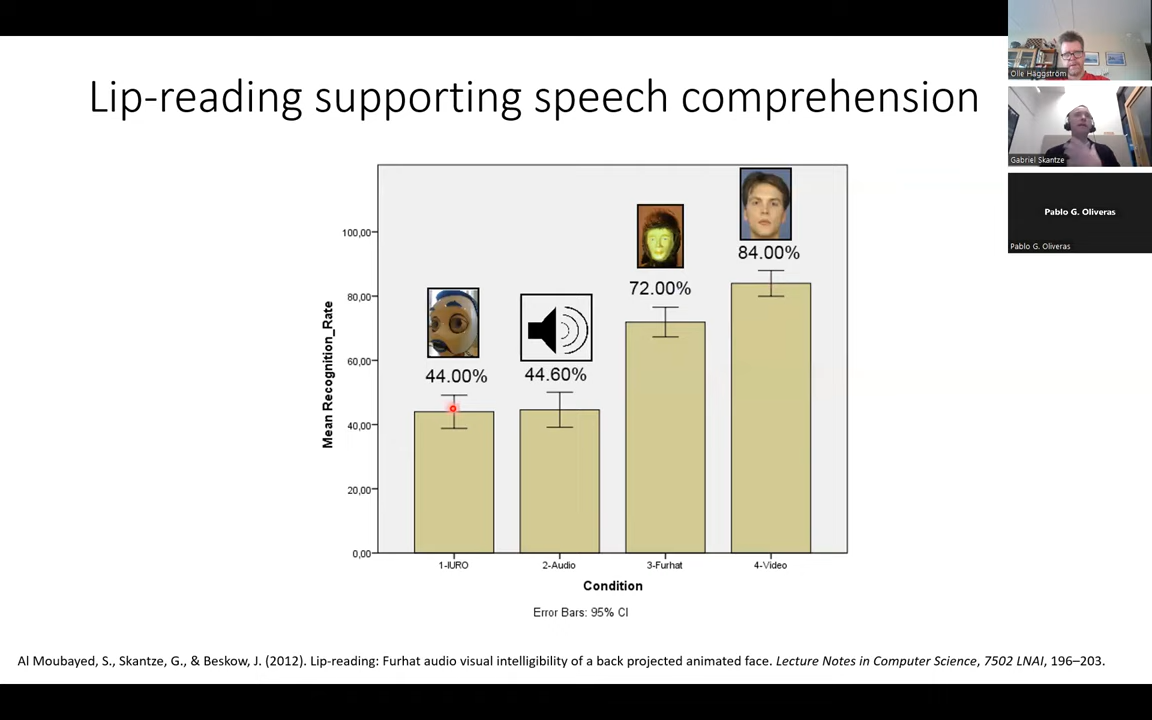 Lip-reading supporting speech comprehension
Olle Häggström
Gabriel Skantze
Pablo G. Oliveras
Pablo G. Oliveras
Mean Recognition_Rate
100,00
80,00
60,00
40,00
20,00
0,00
44.00%
44.60%
72.00%
84.00%
1-IURO
2-Audio
3-Furhat
4-Video
Condition
Error Bars: 95% CI
Al Moubayed, S., Skantze, G., & Beskow, J. (2012). Lip-reading: Furhat audio visual intelligibility of a back projected animated face. Lecture Notes in Computer Science, 7502 LNAI, 196–203.